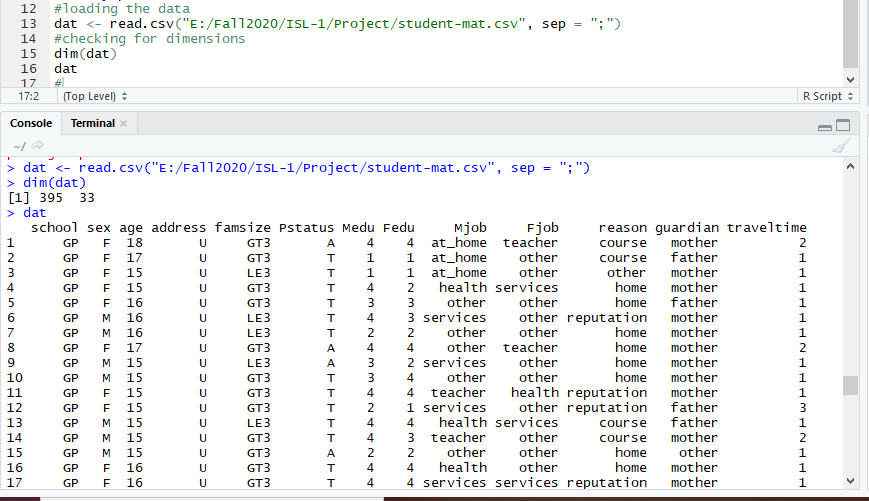 12 #loading the data
13 dat <- read.csv("E:/Fall2020/ISL-1/Project/student-mat.csv", sep = ";")
14 #checking for dimensions
15 dim(dat)
16 dat
17 #
17:2 (Top Level) R Script
Console Terminal
~/
> dat <- read.csv("E:/Fall2020/ISL-1/Project/student-mat.csv", sep = ";")
> dim(dat)
[1] 395 33
> dat
school sex age address famsize Pstatus Medu Fedu Mjob Fjob reason guardian traveltime
1 GP F 18 U GT3 A 4 4 at_home teacher course mother 2
2 GP F 17 U GT3 T 1 1 at_home other course father 1
3 GP F 15 U LE3 T 1 1 at_home other other mother 1
4 GP F 15 U GT3 T 4 2 health services home mother 1
5 GP F 16 U GT3 T 3 3 other other home father 1
6 GP M 16 U LE3 T 4 3 services other reputation mother 1
7 GP M 16 U LE3 T 2 2 other other home mother 1
8 GP F 17 U GT3 A 4 4 other teacher home mother 2
9 GP M 15 U LE3 A 3 2 services other home mother 1
10 GP M 15 U GT3 T 3 4 other other home mother 1
11 GP F 15 U GT3 T 4 4 teacher health reputation mother 1
12 GP F 15 U GT3 T 2 1 services other reputation father 3
13 GP M 15 U LE3 T 4 4 health services course father 1
14 GP M 15 U GT3 T 4 3 teacher other course mother 2
15 GP M 15 U GT3 A 2 2 other other home other 1
16 GP F 16 U GT3 T 4 4 health other home mother 1
17 GP F 16 U GT3 T 4 4 services services reputation mother 1